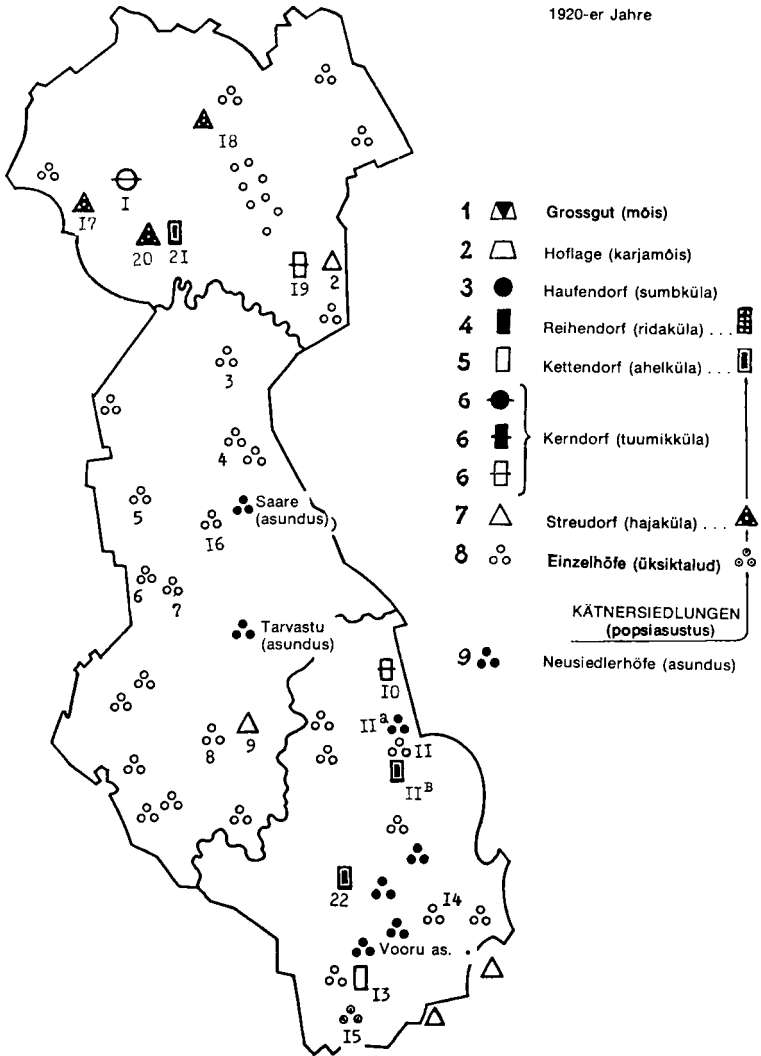 1920-er Jahre
I8
I
I7
20
2I
I9
2
3
4
5
Saare
(asundus)
I6
6
7
Tarvastu
(asundus)
I0
8
9
IIa
II
IIB
22
I4
Vooru as.
I3
I5
1 Grossgut (mõis)
2 Hoflage (karjamõis)
3 Haufendorf (sumbküla)
4 Reihendorf (ridaküla) ...
5 Kettendorf (ahelküla) ...
6
6 Kerndorf (tuumikküla)
6
7 Streudorf (hajaküla) ...
8 Einzelhöfe (üksiktalud)
KÄTNERSIEDLUNGEN
(popsiasustus)
9 Neusiedlerhöfe (asundus)